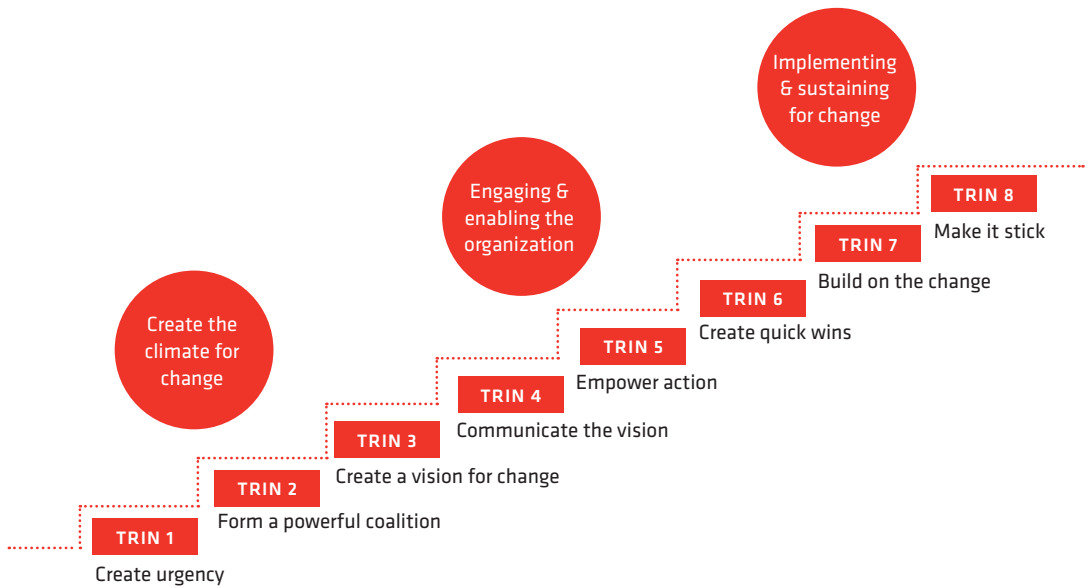 Create the
climate for
change
Engaging &
enabling the
organization
Implementing
& sustaining
for change
TRIN 1
Create urgency
TRIN 2
Form a powerful coalition
TRIN 3
Create a vision for change
TRIN 4
Communicate the vision
TRIN 5
Empower action
TRIN 6
Create quick wins
TRIN 7
Build on the change
TRIN 8
Make it stick